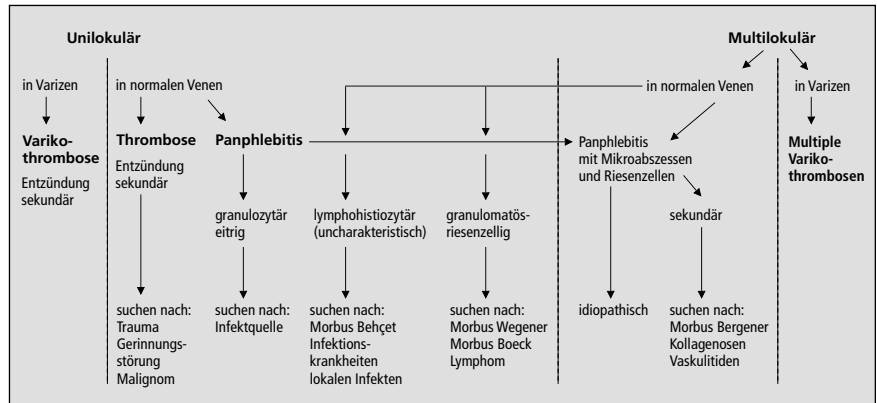 Unilokulär
Multilokulär
in Varizen
in normalen Venen
in normalen Venen
in Varizen
Variko-
thrombose
Entzündung
sekundär
Thrombose
Entzündung
sekundär
Panphlebitis
Panphlebitis
mit Mikroabszessen
und Riesenzellen
Multiple
Variko-
thrombosen
granulozytär
eitrig
lymphohistiozytär
(uncharakteristisch)
granulomatös-
riesenzellig
sekundär
suchen nach:
Trauma
Gerinnungs-
störung
Malignom
suchen nach:
Infektquelle
suchen nach:
Morbus Behçet
Infektions-
krankheiten
lokalen Infekten
suchen nach:
Morbus Wegener
Morbus Boeck
Lymphom
idiopathisch
suchen nach:
Morbus Bergener
Kollagenosen
Vaskulitiden